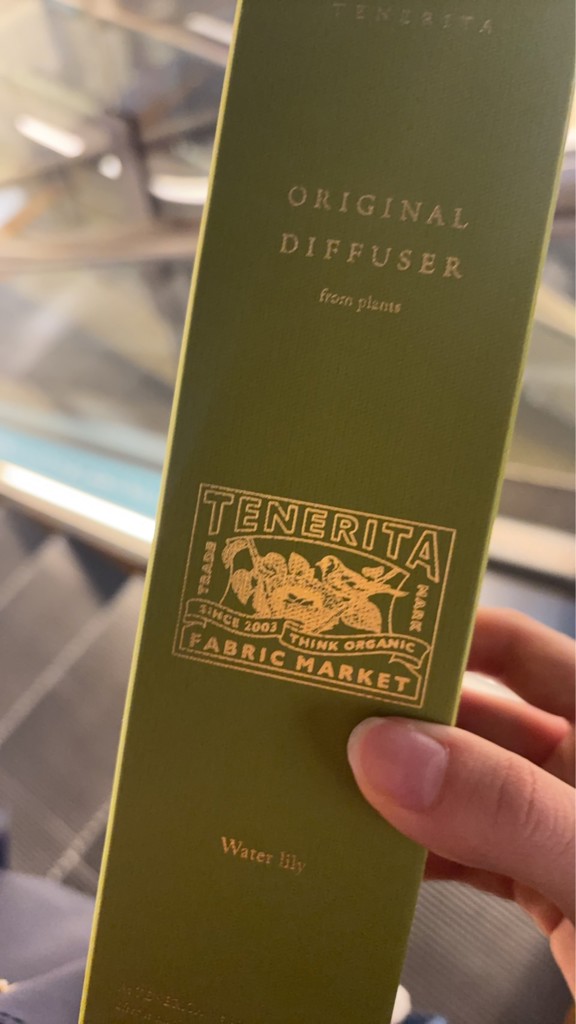 TENERITA
ORIGINAL
DIFFUSER
from plants
TENERITA
TRADE
MARK
SINCE 2003 THINK ORGANIC
FABRIC MARKET
Water lily